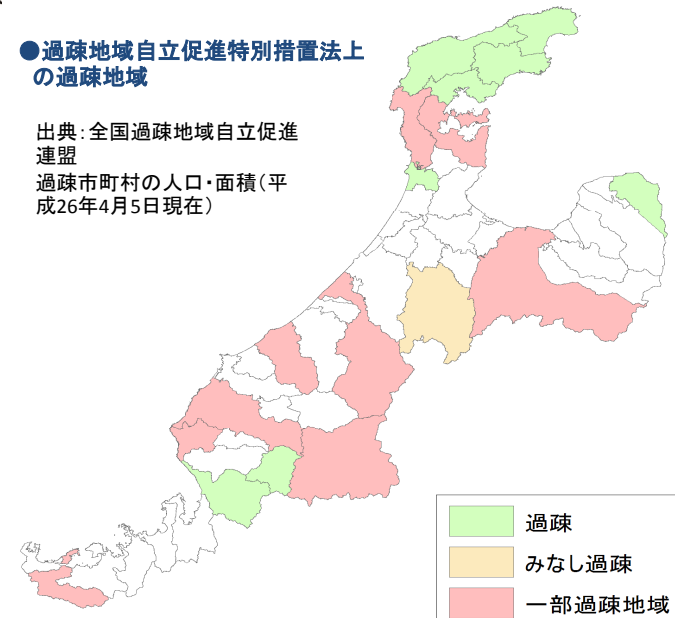 ●過疎地域自立促進特別措置法上
の過疎地域
出典：全国過疎地域自立促進
連盟
過疎市町村の人口・面積（平
成26年4月5日現在）
過疎
みなし過疎
一部過疎地域